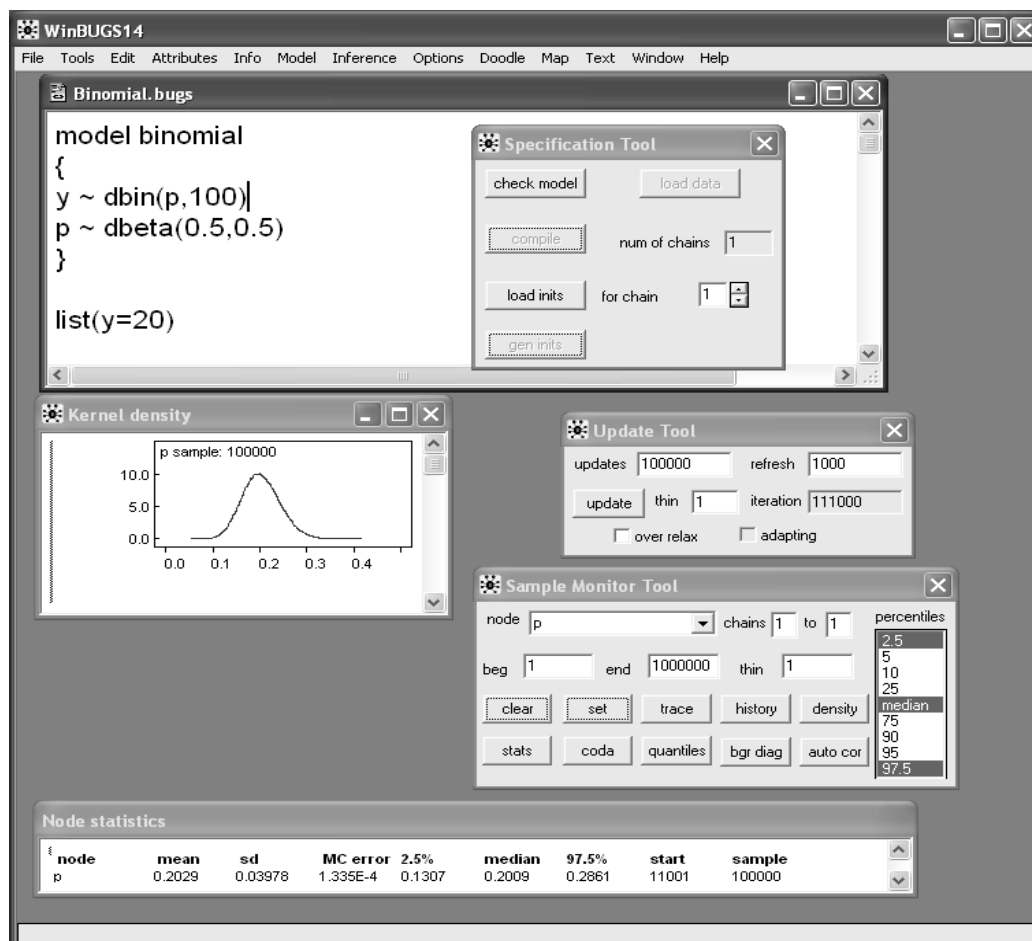 WinBUGS14
File Tools Edit Attributes Info Model Inference Options Doodle Map Text Window Help
Binomial.bugs
model binomial
{
y ~ dbin(p,100)
p ~ dbeta(0.5,0.5)
}
list(y=20)
Specification Tool
check model load data
compile num of chains 1
load inits for chain 1
gen inits
Kernel density
p sample: 100000
10.0
5.0
0.0
0.0 0.1 0.2 0.3 0.4
Update Tool
updates 100000 refresh 1000
update thin 1 iteration 111000
over relax adapting
Sample Monitor Tool
node p chains 1 to 1 percentiles
beg 1 end 1000000 thin 1
clear set trace history density
stats coda quantiles bgr diag auto cor
2.5
5
10
25
median
75
90
95
97.5
Node statistics
node mean sd MC error 2.5% median 97.5% start sample
p 0.2029 0.03978 1.335E-4 0.1307 0.2009 0.2861 11001 100000